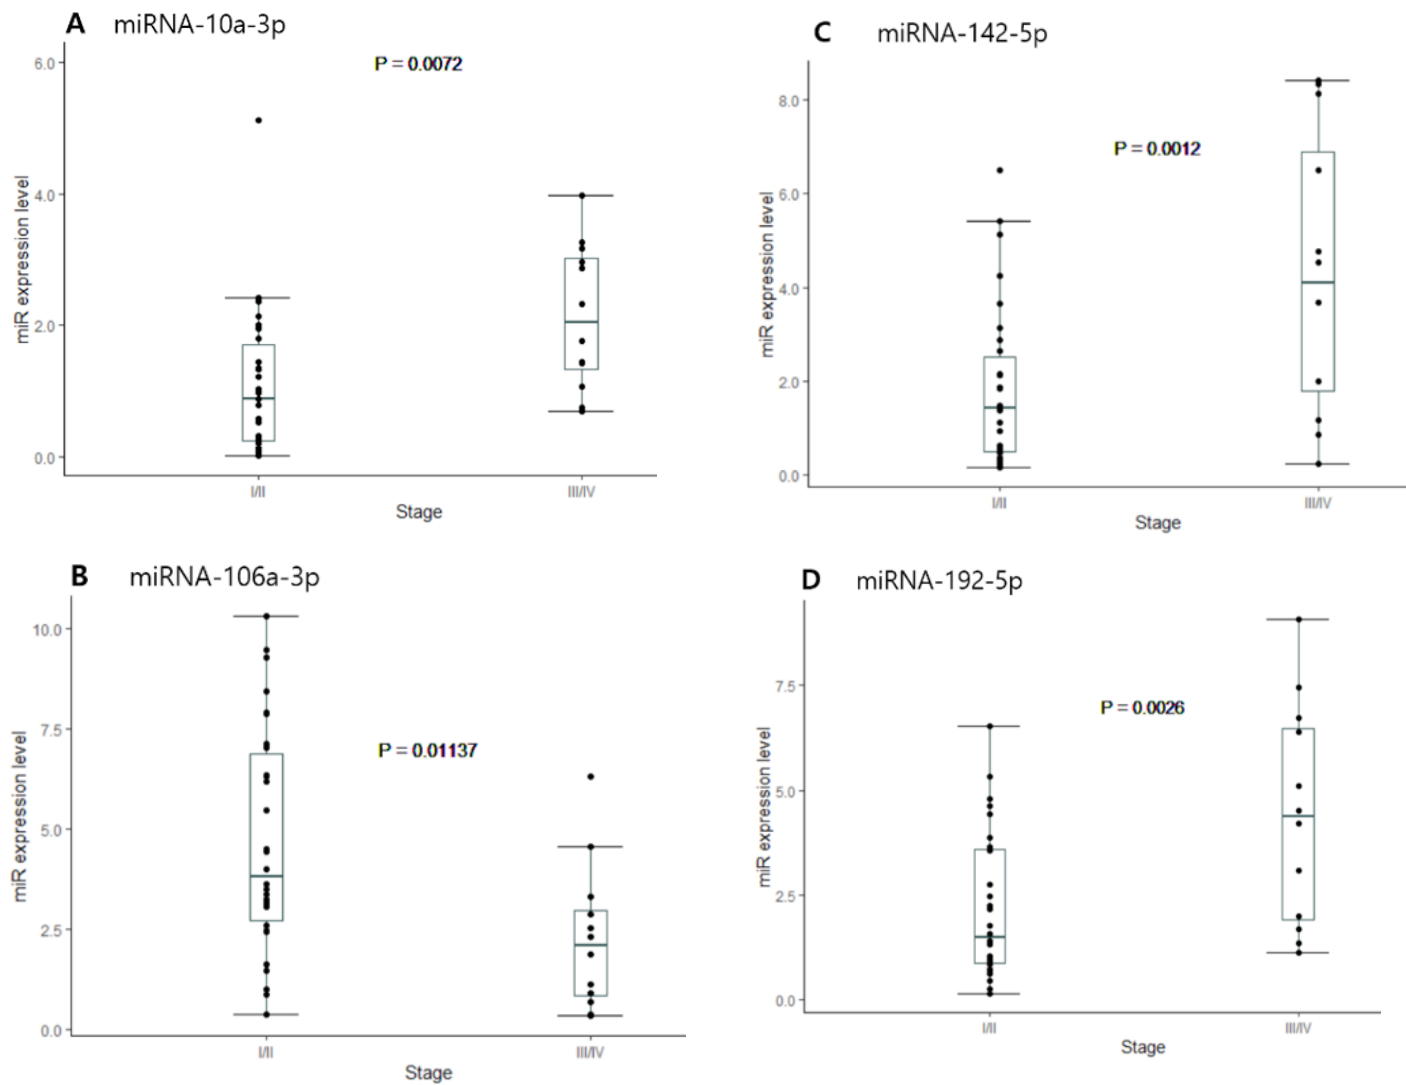 A miRNA-10a-3p
P = 0.0072
6.0
4.0
2.0
0.0
miR expression level
I/II
III/IV
Stage
C miRNA-142-5p
P = 0.0012
8.0
6.0
4.0
2.0
0.0
miR expression level
I/II
III/IV
Stage
B miRNA-106a-3p
P = 0.01137
10.0
7.5
5.0
2.5
0.0
miR expression level
I/II
III/IV
Stage
D miRNA-192-5p
P = 0.0026
7.5
5.0
2.5
0.0
miR expression level
I/II
III/IV
Stage